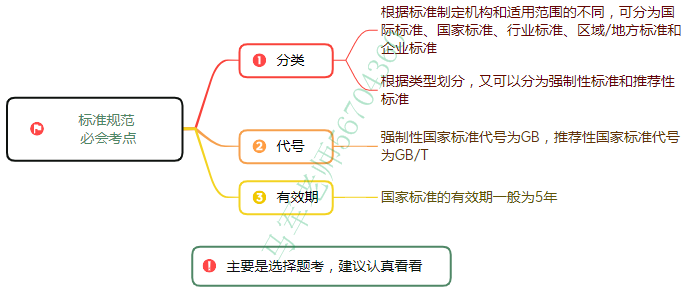 标准规范
必会考点
1 分类
根据标准制定机构和适用范围的不同，可分为国
际标准、国家标准、行业标准、区域/地方标准和
企业标准
根据类型划分，又可以分为强制性标准和推荐性
标准
2 代号
强制性国家标准代号为GB，推荐性国家标准代号
为GB/T
3 有效期
国家标准的有效期一般为5年
主要是选择题考，建议认真看看